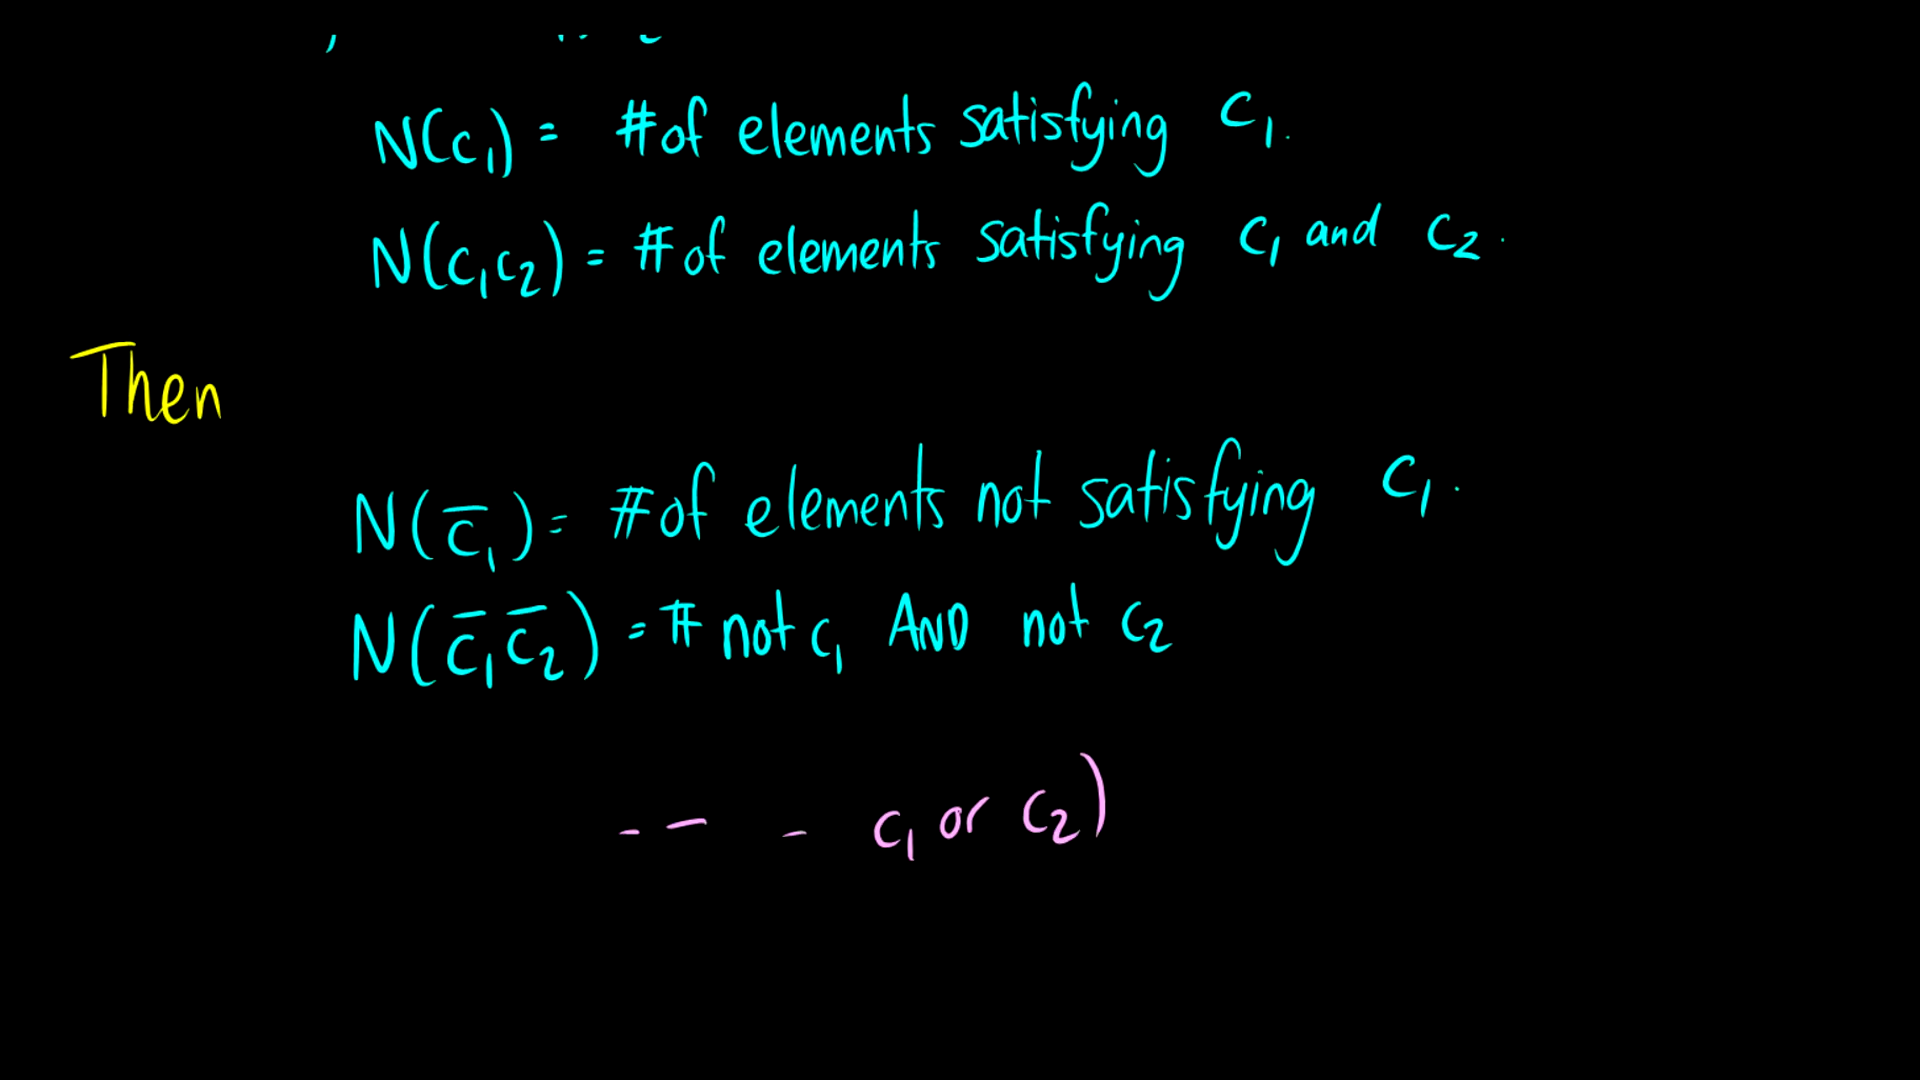 N(c₁) = # of elements satisfying c₁.
N(c₁c₂) = # of elements satisfying c₁ and c₂.
Then
N(c̅₁) = # of elements not satisfying c₁.
N(c̅₁c̅₂) = # not c₁ AND not c₂
c₁ or c₂)